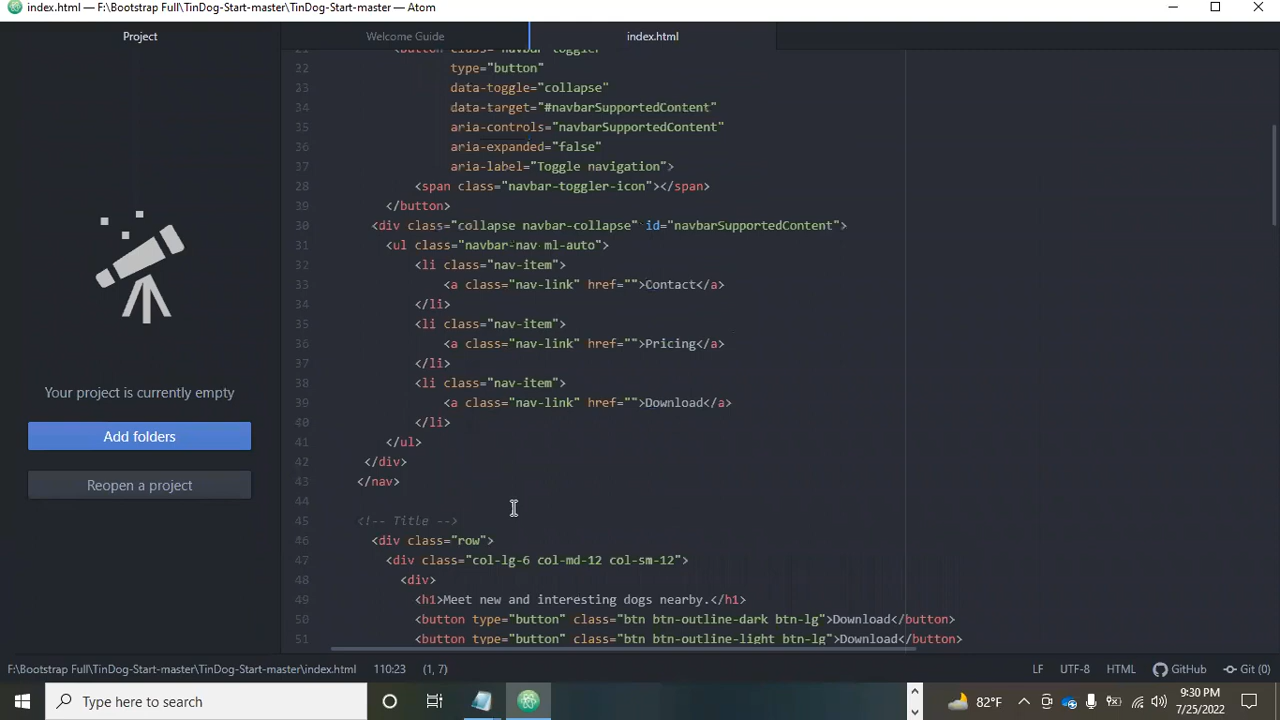 index.html — F:\Bootstrap Full\TinDog-Start-master\TinDog-Start-master — Atom
Project
Welcome Guide
index.html
Your project is currently empty
Add folders
Reopen a project
<button class="navbar-toggler"
22 type="button"
23 data-toggle="collapse"
34 data-target="#navbarSupportedContent"
35 aria-controls="navbarSupportedContent"
36 aria-expanded="false"
37 aria-label="Toggle navigation">
28 <span class="navbar-toggler-icon"></span>
39 </button>
30 <div class="collapse navbar-collapse" id="navbarSupportedContent">
31 <ul class="navbar-nav ml-auto">
32 <li class="nav-item">
33 <a class="nav-link" href="">Contact</a>
34 </li>
35 <li class="nav-item">
36 <a class="nav-link" href="">Pricing</a>
37 </li>
38 <li class="nav-item">
39 <a class="nav-link" href="">Download</a>
40 </li>
41 </ul>
42 </div>
43 </nav>
44
45 <!-- Title -->
46 <div class="row">
47 <div class="col-lg-6 col-md-12 col-sm-12">
48 <div>
49 <h1>Meet new and interesting dogs nearby.</h1>
50 <button type="button" class="btn btn-outline-dark btn-lg">Download</button>
51 <button type="button" class="btn btn-outline-light btn-lg">Download</button>
F:\Bootstrap Full\TinDog-Start-master\TinDog-Start-master\index.html 110:23 (1, 7) LF UTF-8 HTML GitHub Git (0)
Type here to search
82°F
9:30 PM
7/25/2022